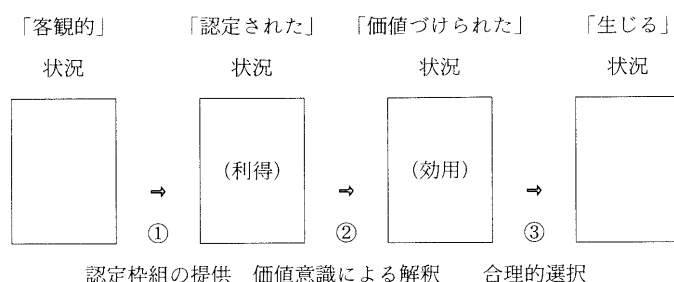 「客観的」 「認定された」 「価値づけられた」 「生じる」
状況 状況 状況 状況
(利得) (効用)
⇒ ⇒ ⇒
① ② ③
認定枠組の提供 価値意識による解釈 合理的選択